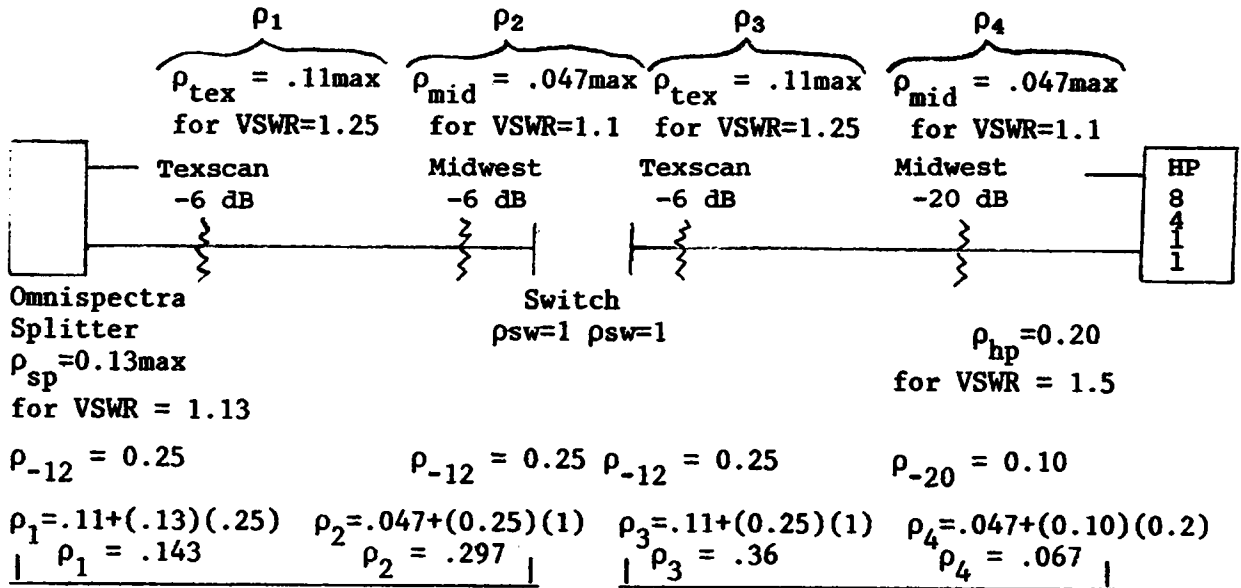 ρ1 ρ2 ρ3 ρ4
ρtex = .11max ρmid = .047max ρtex = .11max ρmid = .047max
for VSWR=1.25 for VSWR=1.1 for VSWR=1.25 for VSWR=1.1
Texscan Midwest Texscan Midwest HP
-6 dB -6 dB -6 dB -20 dB 8
4
1
1
Omnispectra Switch
Splitter ρsw=1 ρsw=1 ρhp=0.20
ρsp=0.13max for VSWR = 1.5
for VSWR = 1.13
ρ-12 = 0.25 ρ-12 = 0.25 ρ-12 = 0.25 ρ-20 = 0.10
ρ1=.11+(.13)(.25) ρ2=.047+(0.25)(1) ρ3=.11+(0.25)(1) ρ4=.047+(0.10)(0.2)
ρ1 = .143 ρ2 = .297 ρ3 = .36 ρ4 = .067